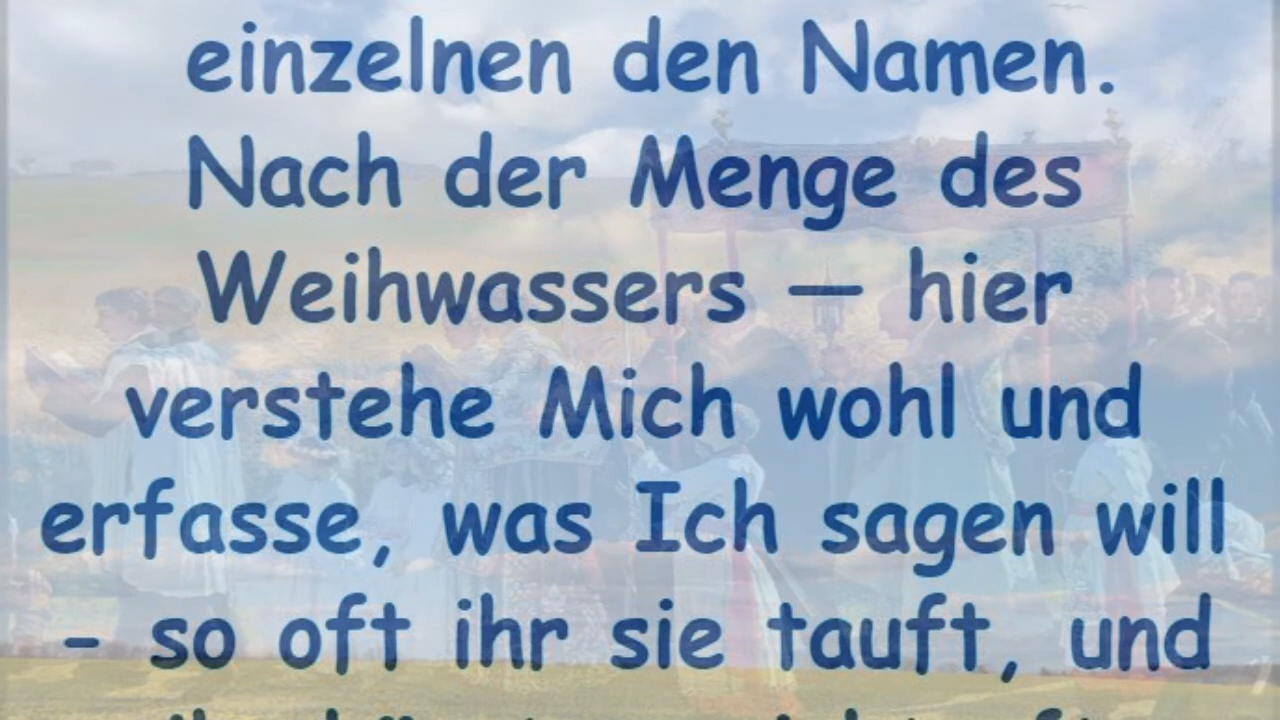 einzelnen den Namen.
Nach der Menge des
Weihwassers – hier
verstehe Mich wohl und
erfasse, was Ich sagen will
- so oft ihr sie tauft, und